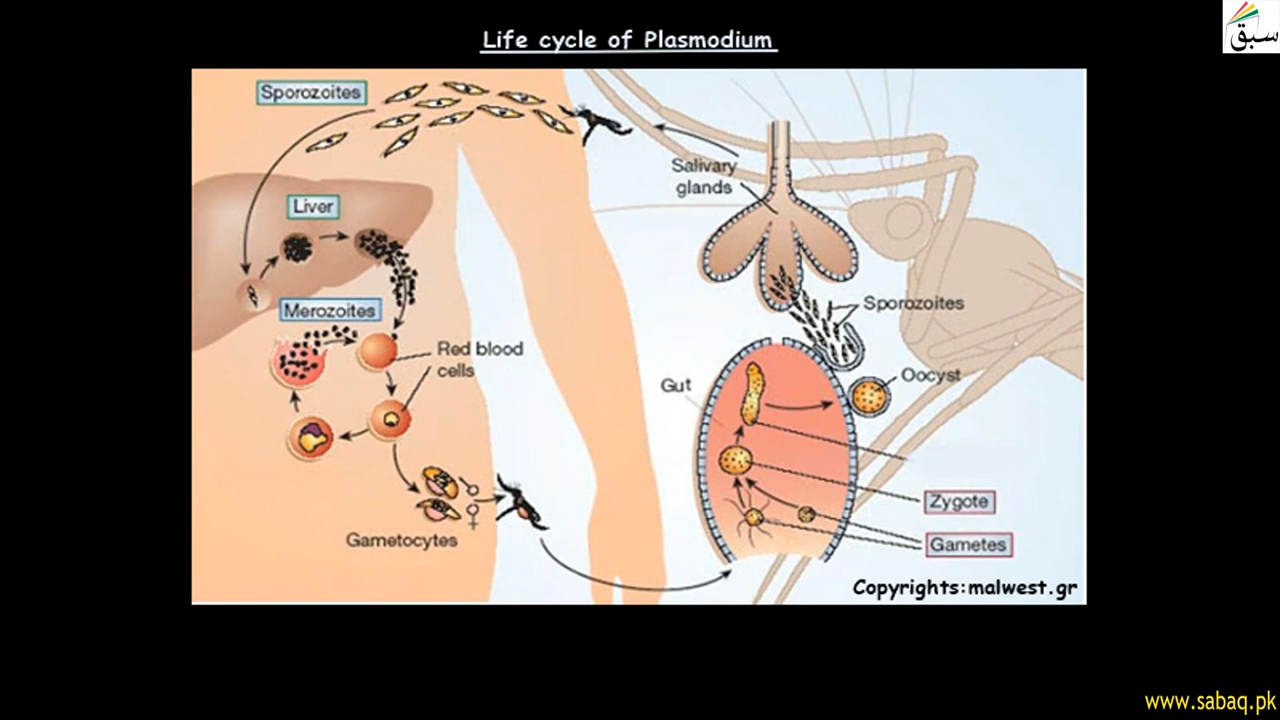 Life cycle of Plasmodium
سبق
Sporozoites
Salivary
glands
Liver
Merozoites
Sporozoites
Red blood
cells
Gut
Oocyst
Zygote
Gametocytes
Gametes
Copyrights:malwest.gr
www.sabaq.pk